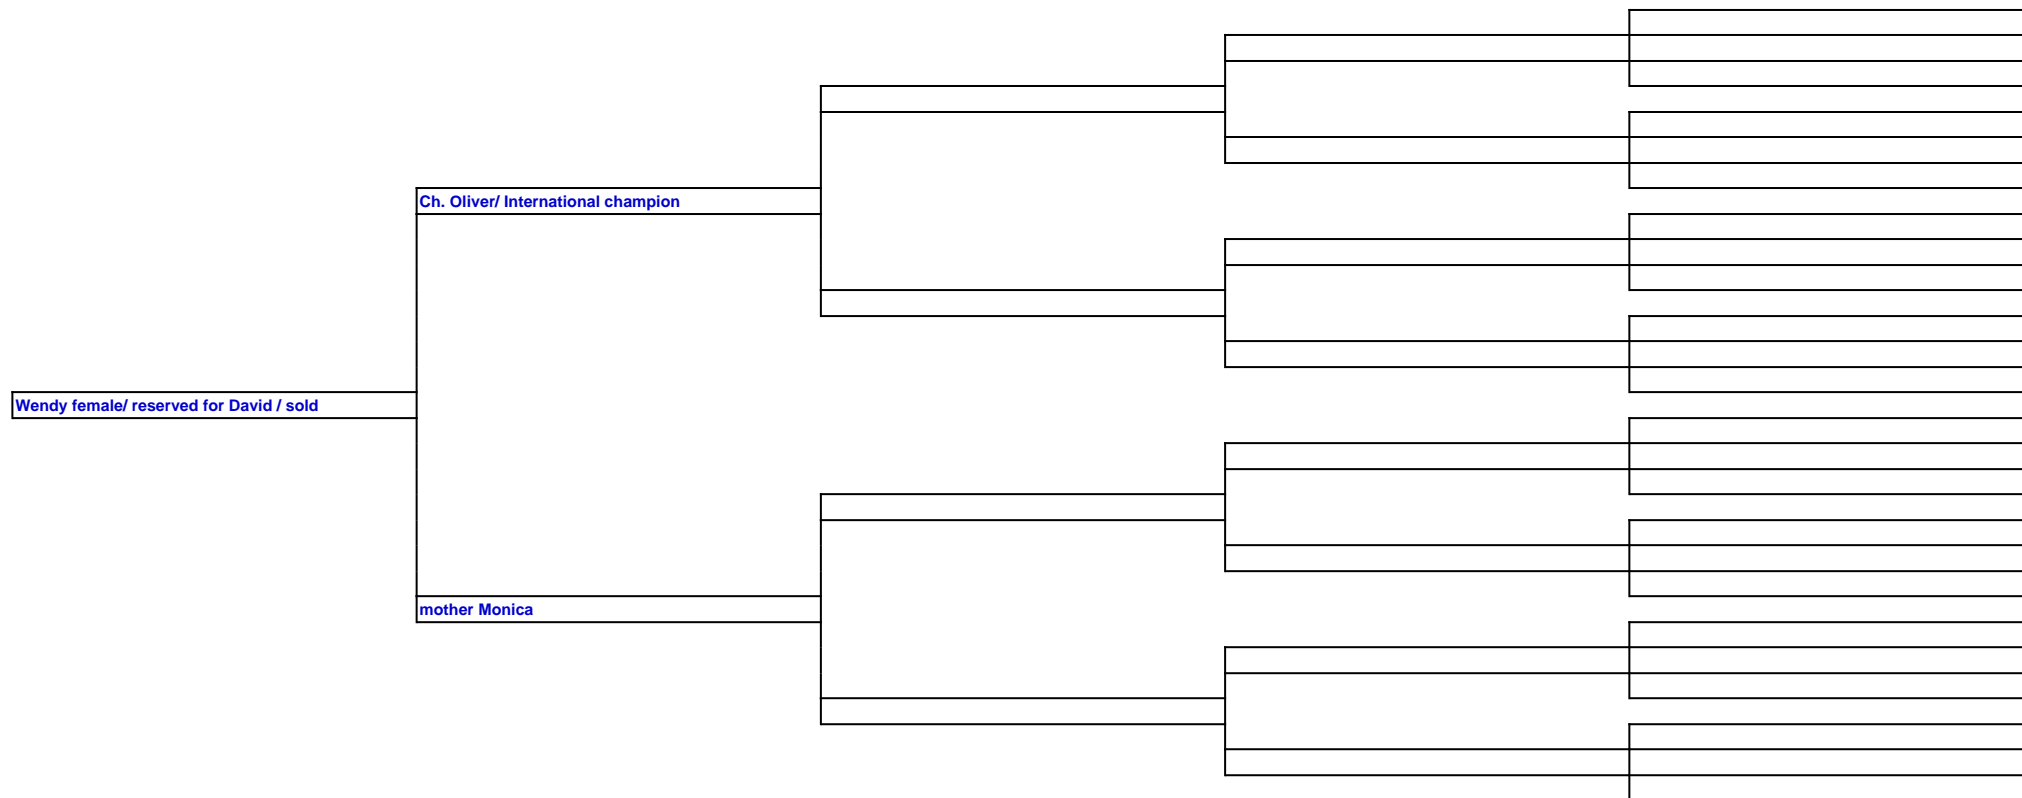 Ch. Oliver/ International champion
Wendy female/ reserved for David / sold
mother Monica